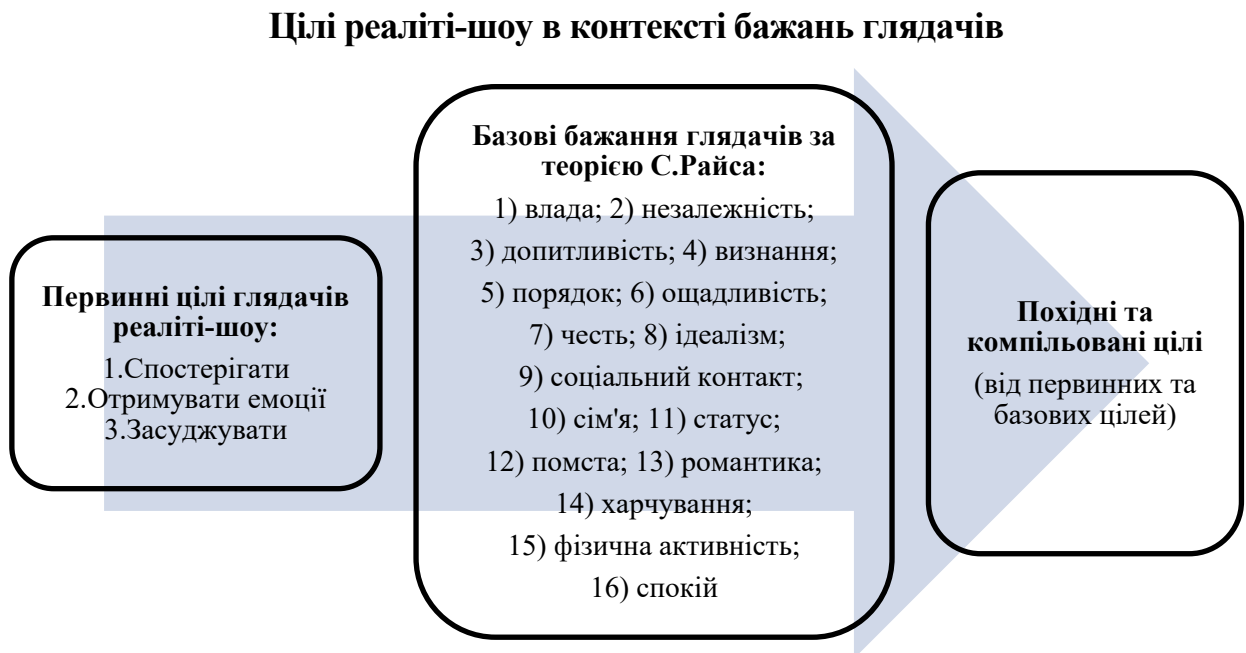 Цілі реаліті-шоу в контексті бажань глядачів
Первинні цілі глядачів
реаліті-шоу:
1.Спостерігати
2.Отримувати емоції
3.Засуджувати
Базові бажання глядачів за
теорією С.Райса:
1) влада; 2) незалежність;
3) допитливість; 4) визнання;
5) порядок; 6) ощадливість;
7) честь; 8) ідеалізм;
9) соціальний контакт;
10) сім'я; 11) статус;
12) помста; 13) романтика;
14) харчування;
15) фізична активність;
16) спокій
Похідні та
компільовані цілі
(від первинних та
базових цілей)